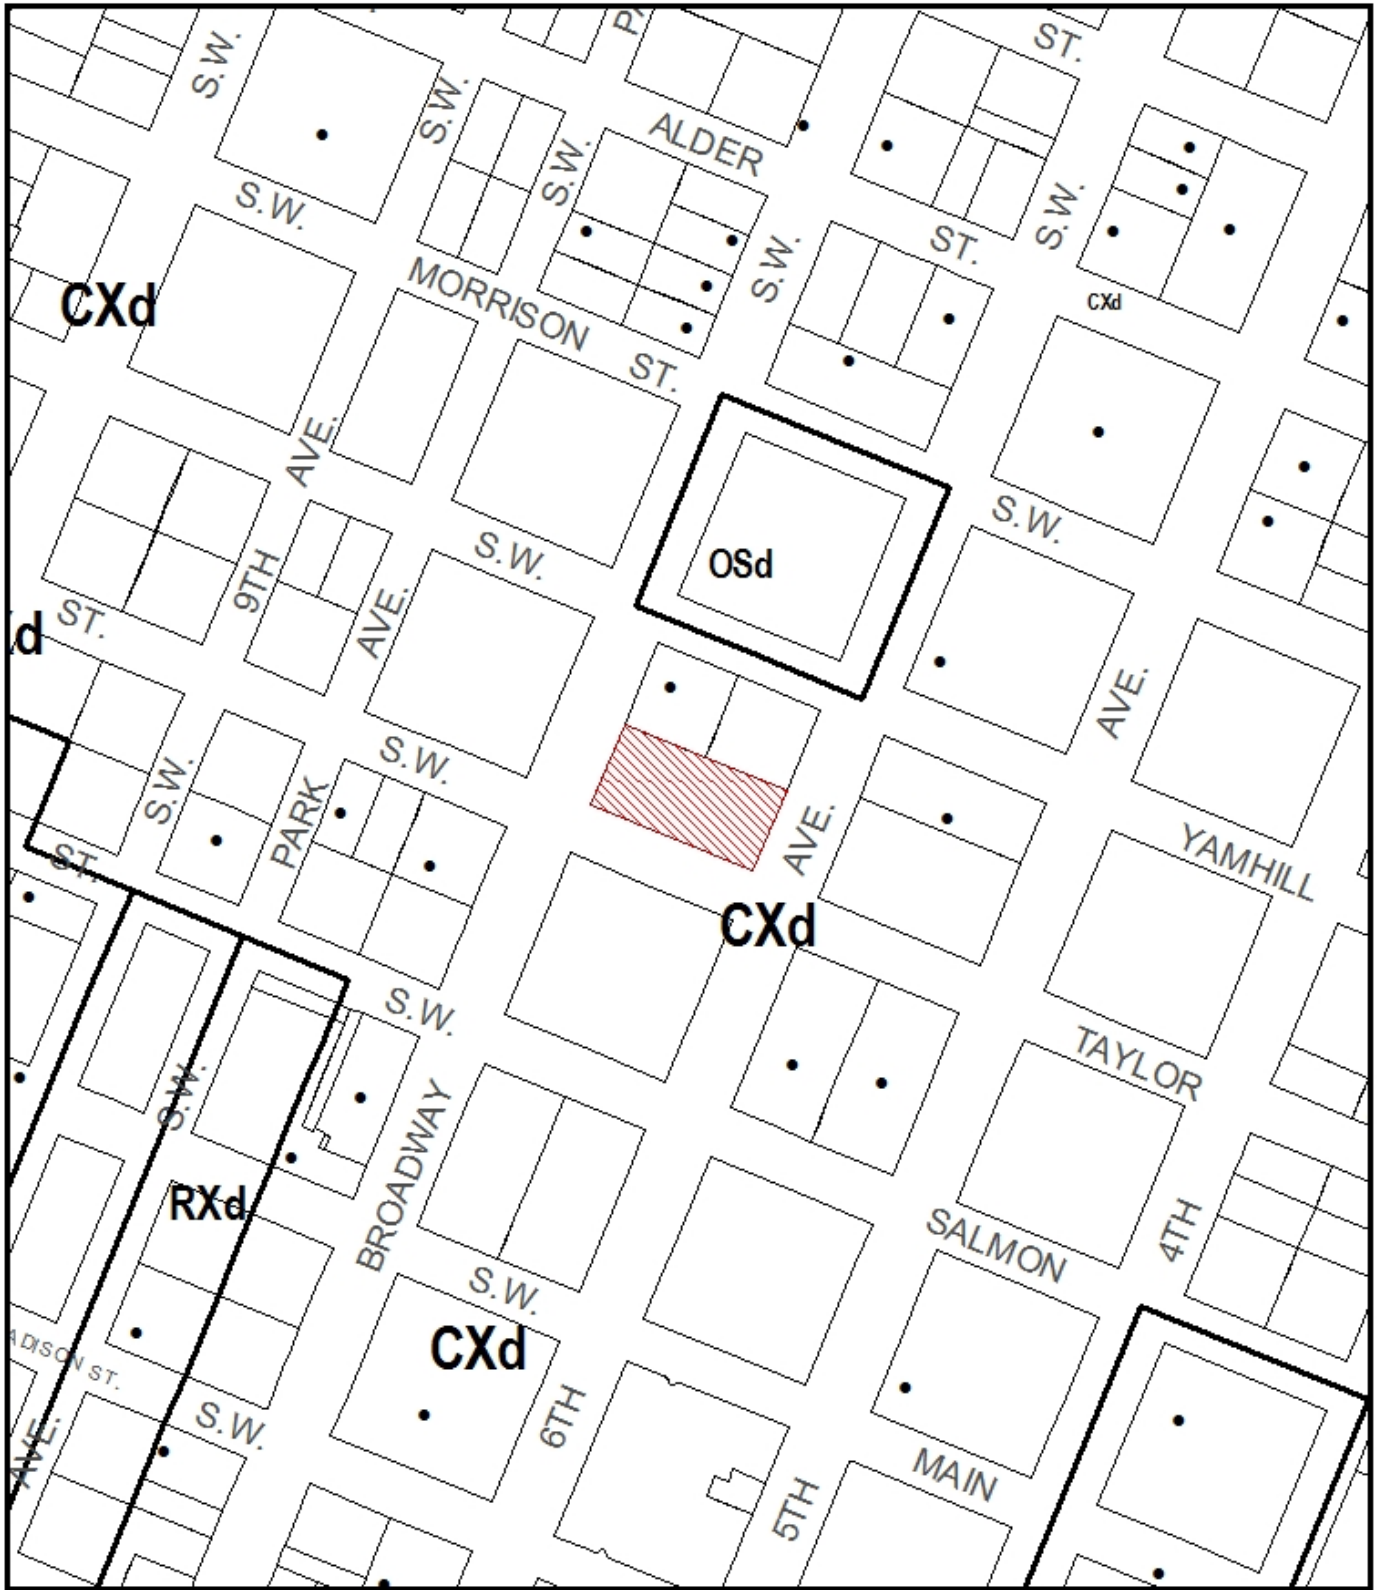 S.W.
S.W.
ST.
S.W.
ALDER
S.W.
S.W.
S.W.
ST.
S.W.
CXd
MORRISON
ST.
CXd
AVE.
S.W.
S.W.
OSd
9TH
AVE.
ST.
S.W.
AVE.
S.W.
PARK
AVE.
YAMHILL
ST.
CXd
S.W.
S.W.
BROADWAY
TAYLOR
RXd
SALMON
4TH
S.W.
CXd
ADISON ST.
S.W.
6TH
AVE.
MAIN
5TH